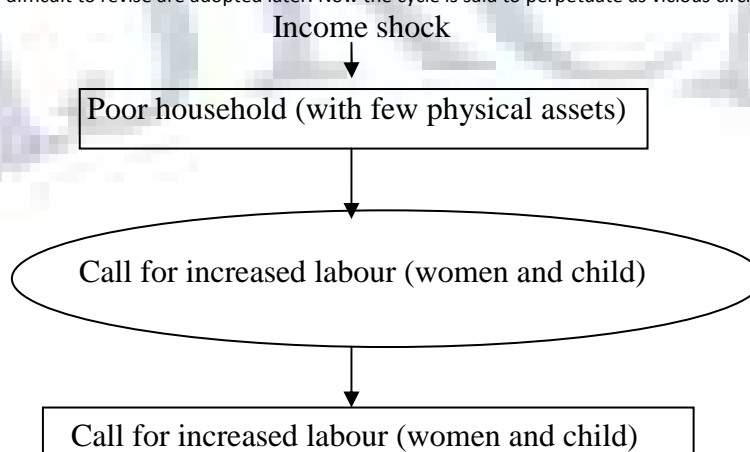 difficult to revise are adopted later. Now the cycle is said to perpetuate as vicious circl
Income shock
Poor household (with few physical assets)
Call for increased labour (women and child)
Call for increased labour (women and child)